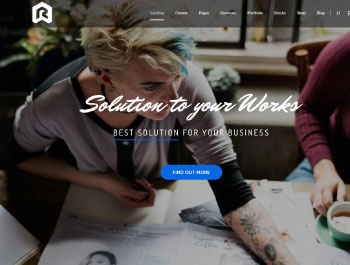 Landing Classic Pages Elements Portfolio Blocks Shop Blog
Solution to your Works
BEST SOLUTION FOR YOUR BUSINESS
FIND OUT MORE